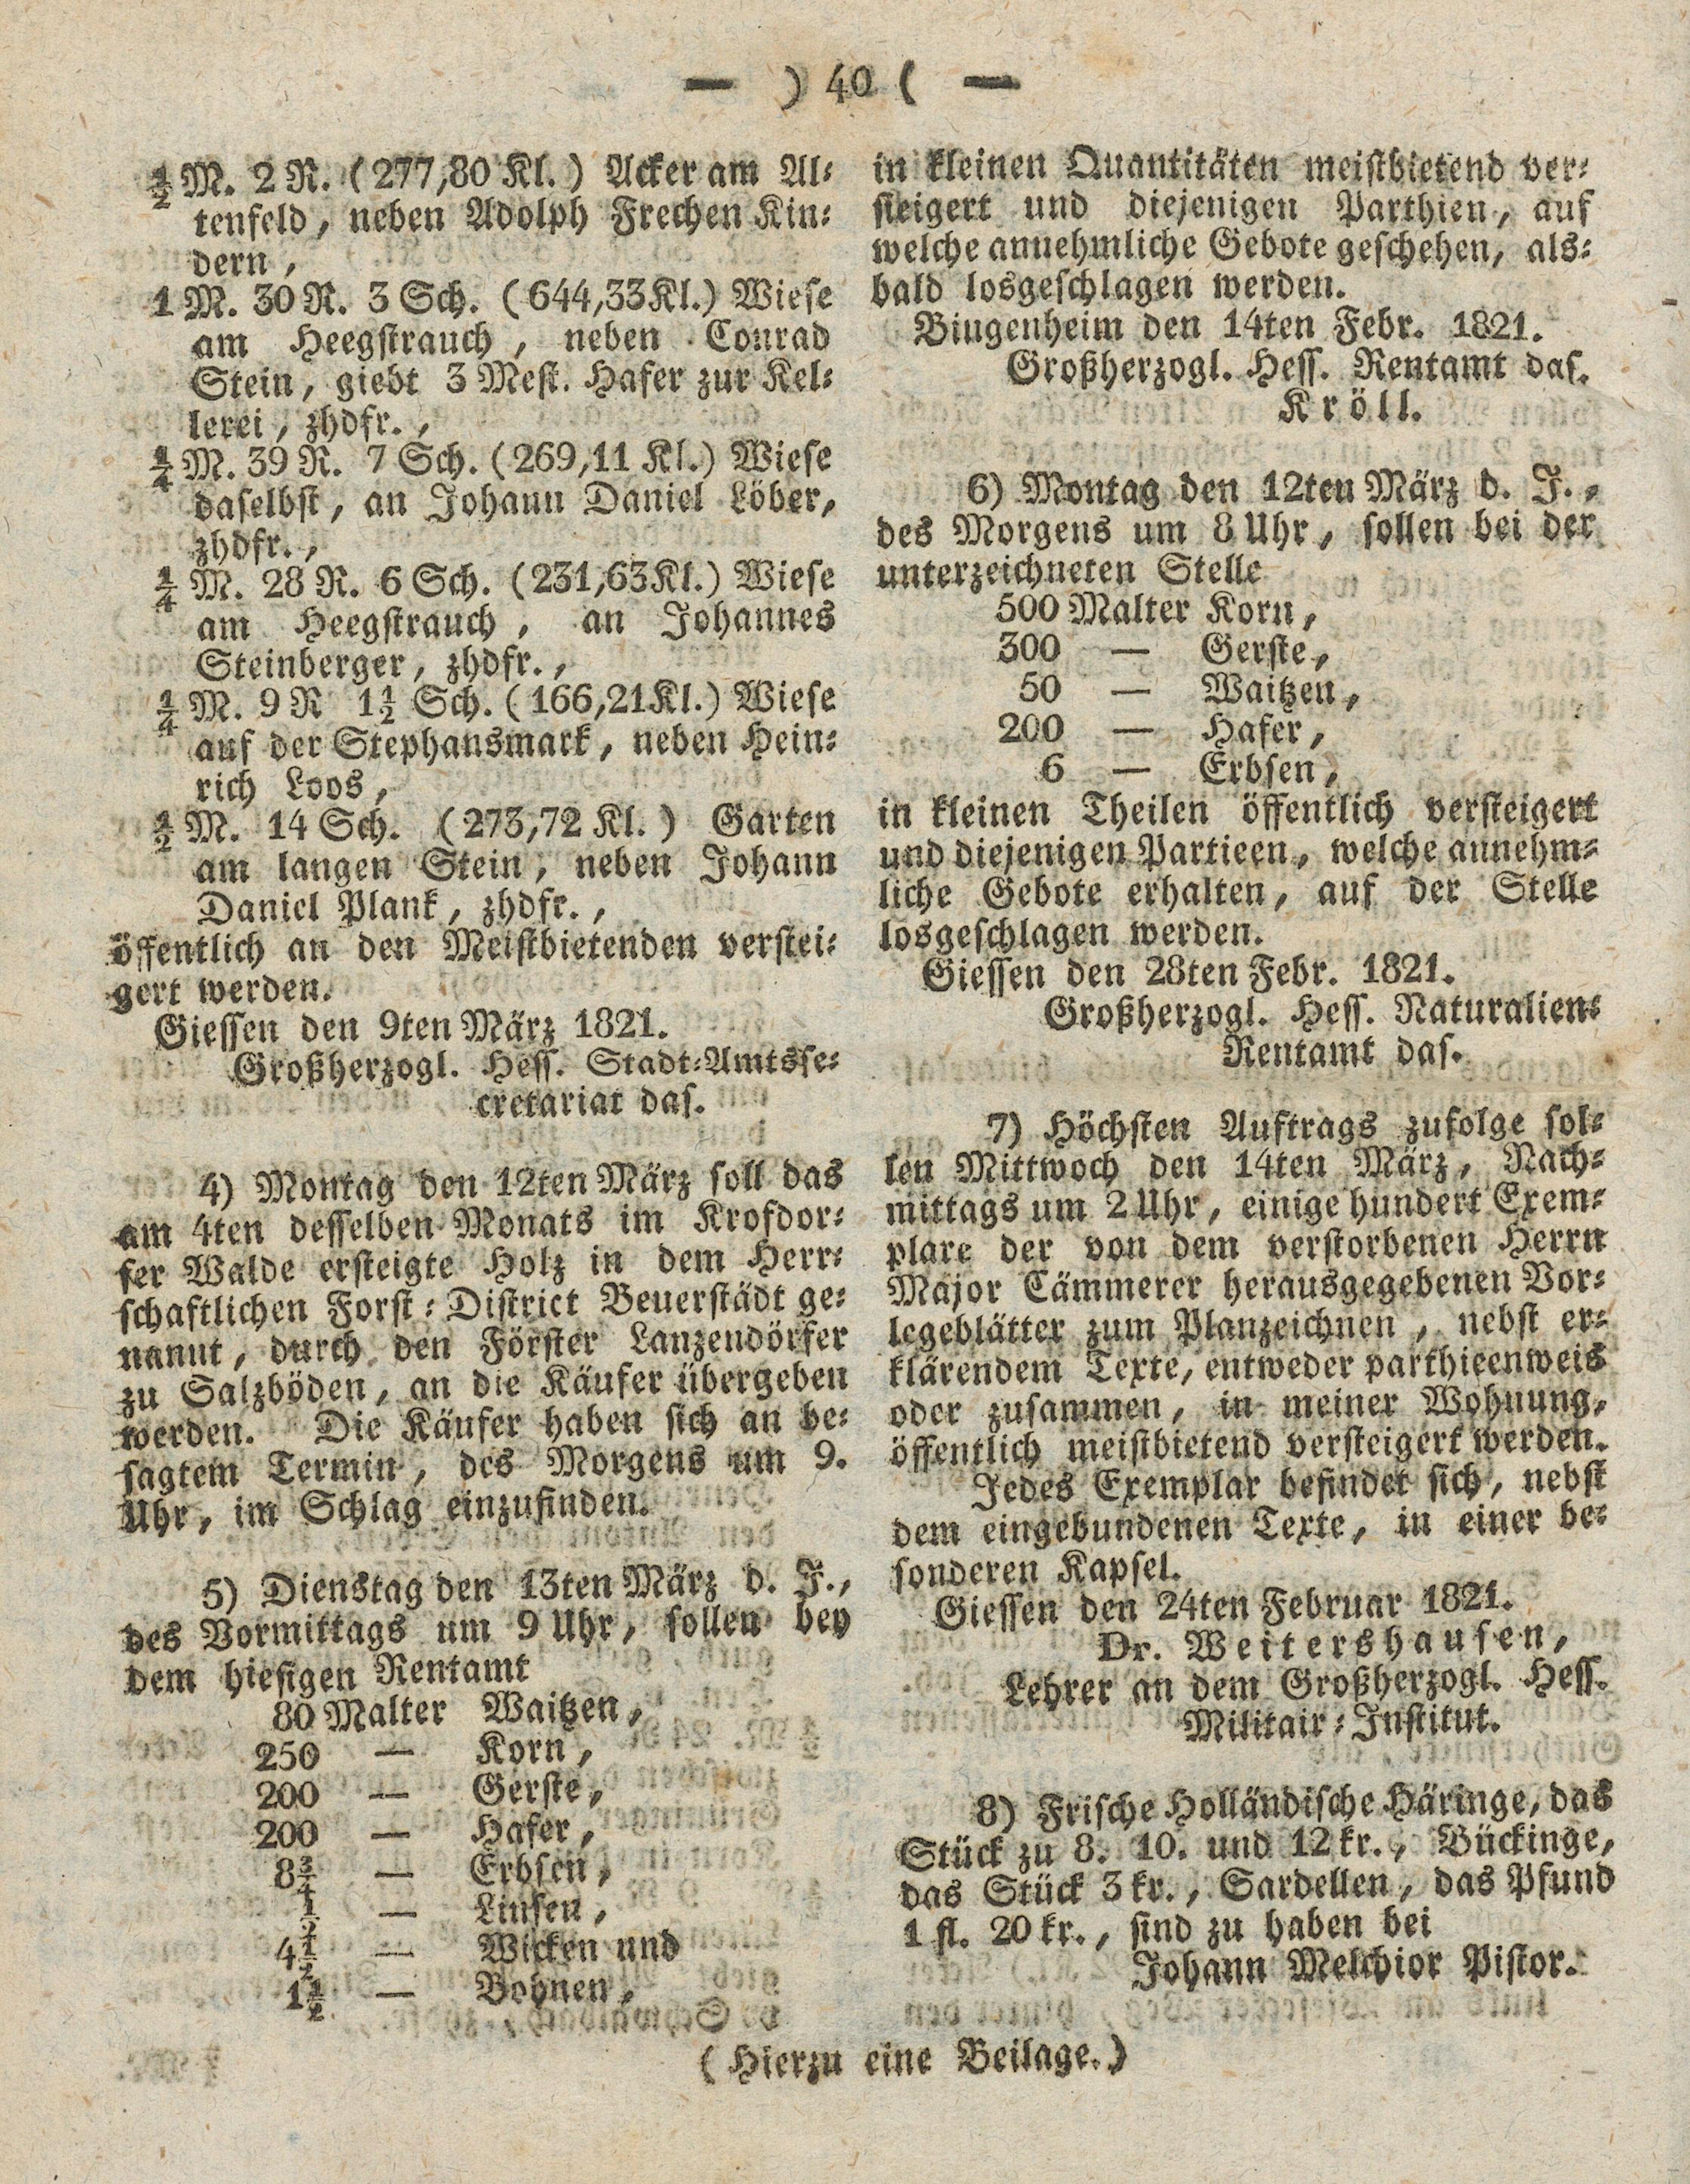 — ) 40 ( —
½ M. 2 R. (277,80 Kl.) Acker am Al-
tenfeld, neben Adolph Frechen Kin-
dern,
1 M. 30 R. 3 Sch. (644,33 Kl.) Wiese
am Heegstrauch, neben Conrad
Stein, giebt 3 Mest. Hafer zur Kel-
lerei, zhdfr.,
¼ M. 39 R. 7 Sch. (269,11 Kl.) Wiese
daselbst, an Johann Daniel Löber,
zhdfr.,
¼ M. 28 R. 6 Sch. (231,63 Kl.) Wiese
am Heegstrauch, an Johannes
Steinberger, zhdfr.,
¼ M. 9 R 1½ Sch. (166,21 Kl.) Wiese
auf der Stephansmark, neben Hein-
rich Loos,
½ M. 14 Sch. (273,72 Kl.) Garten
am langen Stein, neben Johann
Daniel Plank, zhdfr.,
öffentlich an den Meistbietenden verstei-
gert werden.
Giessen den 9ten März 1821.
Großherzogl. Hess. Stadt-Amtsse-
cretariat das.
4) Montag den 12ten März soll das
am 4ten desselben Monats im Krofdor-
fer Walde ersteigte Holz in dem Herr-
schaftlichen Forst-District Beuerstädt ge-
nannt, durch den Förster Lanzendörfer
zu Salzböden, an die Käufer übergeben
werden. Die Käufer haben sich an be-
sagtem Termin, des Morgens um 9.
Uhr, im Schlag einzufinden.
5) Dienstag den 13ten März d. J.,
des Vormittags um 9 Uhr, sollen bey
dem hiesigen Rentamt
80 Malter Waitzen,
250 — Korn,
200 — Gerste,
200 — Hafer,
8¾ — Erbsen,
½ — Linsen,
4½ — Wicken und
1½ — Bohnen,
in kleinen Quantitäten meistbietend ver-
steigert und diejenigen Parthien, auf
welche annehmliche Gebote geschehen, als-
bald losgeschlagen werden.
Bingenheim den 14ten Febr. 1821.
Großherzogl. Hess. Rentamt das.
Kröll.
6) Montag den 12ten März d. J.,
des Morgens um 8 Uhr, sollen bei der
unterzeichneten Stelle
500 Malter Korn,
300 — Gerste,
50 — Waitzen,
200 — Hafer,
6 — Erbsen,
in kleinen Theilen öffentlich versteigert
und diejenigen Partieen, welche annehm-
liche Gebote erhalten, auf der Stelle
losgeschlagen werden.
Giessen den 28ten Febr. 1821.
Großherzogl. Hess. Naturalien-
Rentamt das.
7) Höchsten Auftrags zufolge sol-
len Mittwoch den 14ten März, Nach-
mittags um 2 Uhr, einige hundert Exem-
plare der von dem verstorbenen Herrn
Major Cämmerer herausgegebenen Vor-
legeblätter zum Planzeichnen, nebst er-
klärendem Texte, entweder parthieenweis
oder zusammen, in meiner Wohnung,
öffentlich meistbietend versteigert werden.
Jedes Exemplar befindet sich, nebst
dem eingebundenen Texte, in einer be-
sonderen Kapsel.
Giessen den 24ten Februar 1821.
Dr. Weitershausen,
Lehrer an dem Großherzogl. Hess.
Militair-Institut.
8) Frische Holländische Häringe, das
Stück zu 8. 10. und 12 kr., Bückinge,
das Stück 3 kr., Sardellen, das Pfund
1 fl. 20 kr., sind zu haben bei
Johann Melchior Pistor.
(Hierzu eine Beilage.)